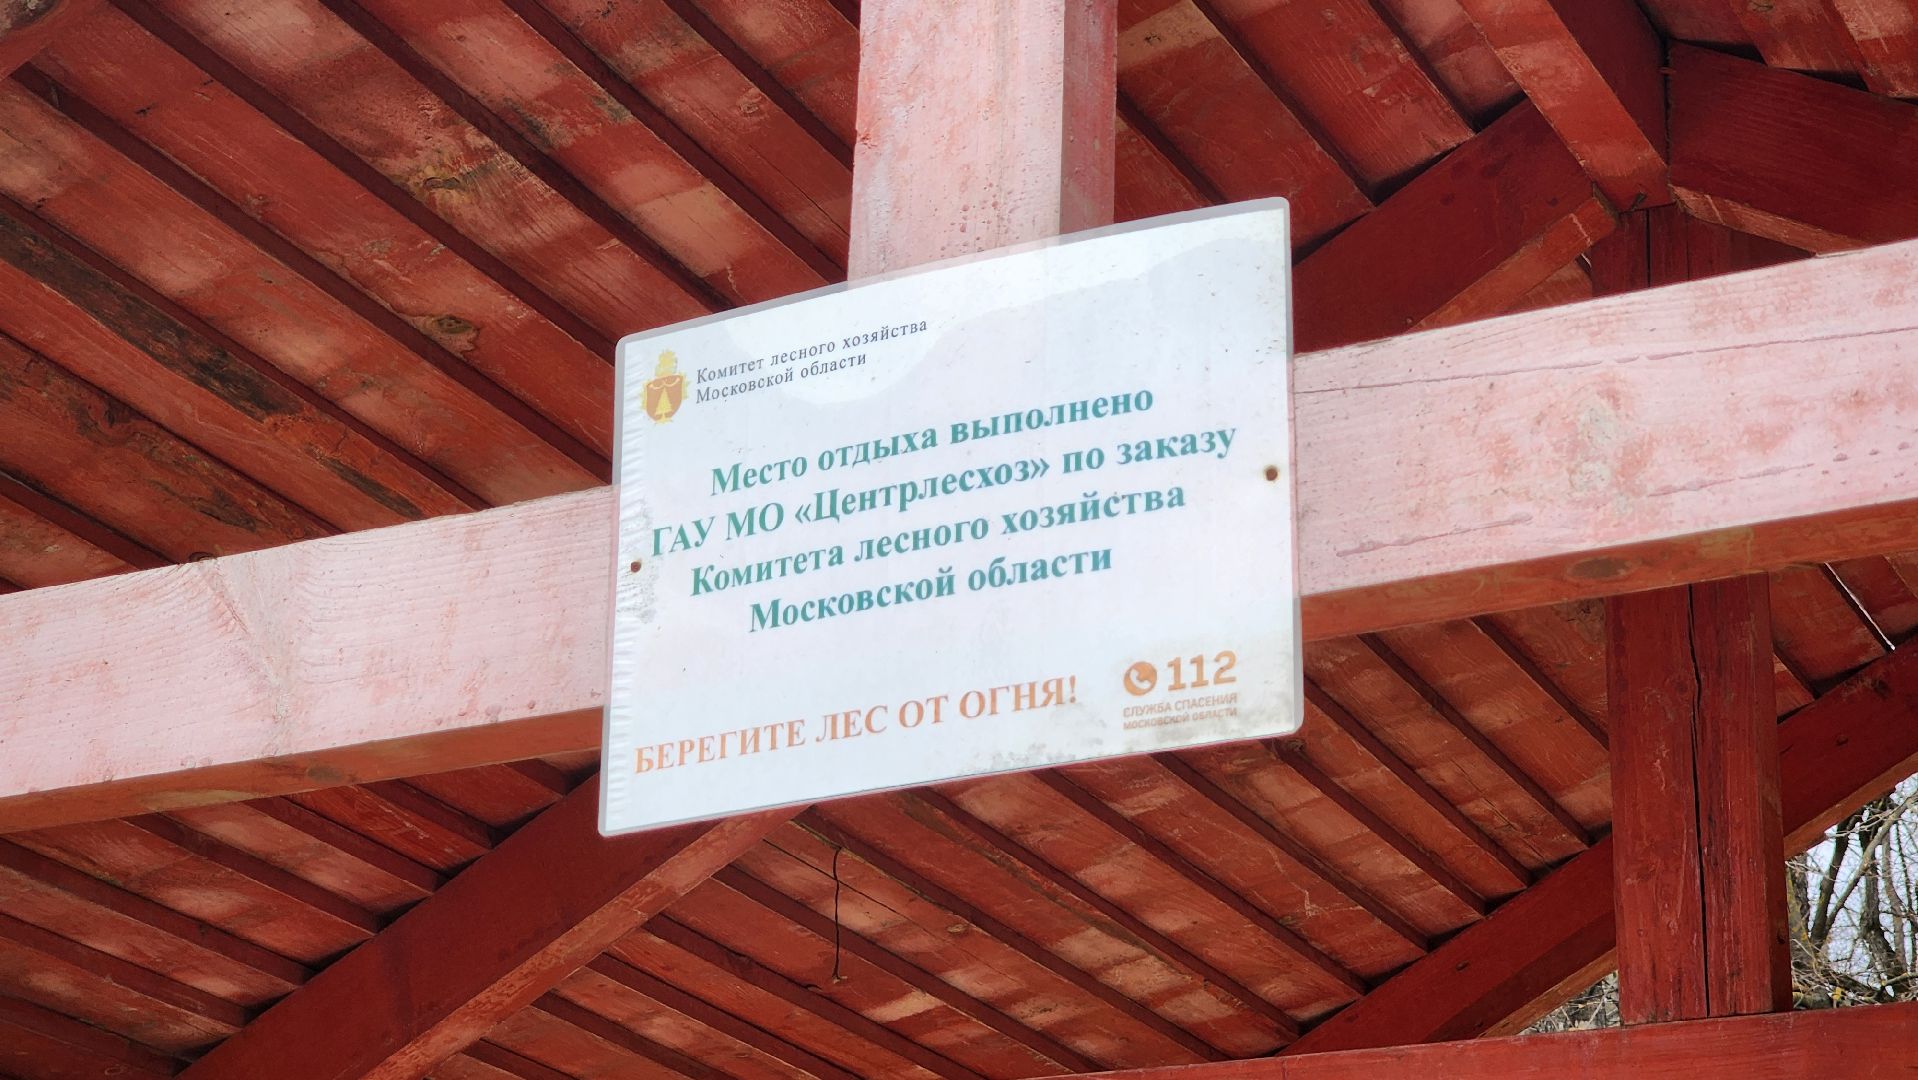 Комитет лесного хозяйства
Московской области
Место отдыха выполнено
ГАУ МО «Центрлесхоз» по заказу
Комитета лесного хозяйства
Московской области
БЕРЕГИТЕ ЛЕС ОТ ОГНЯ!
112
СЛУЖБА СПАСЕНИЯ
МОСКОВСКОЙ ОБЛАСТИ